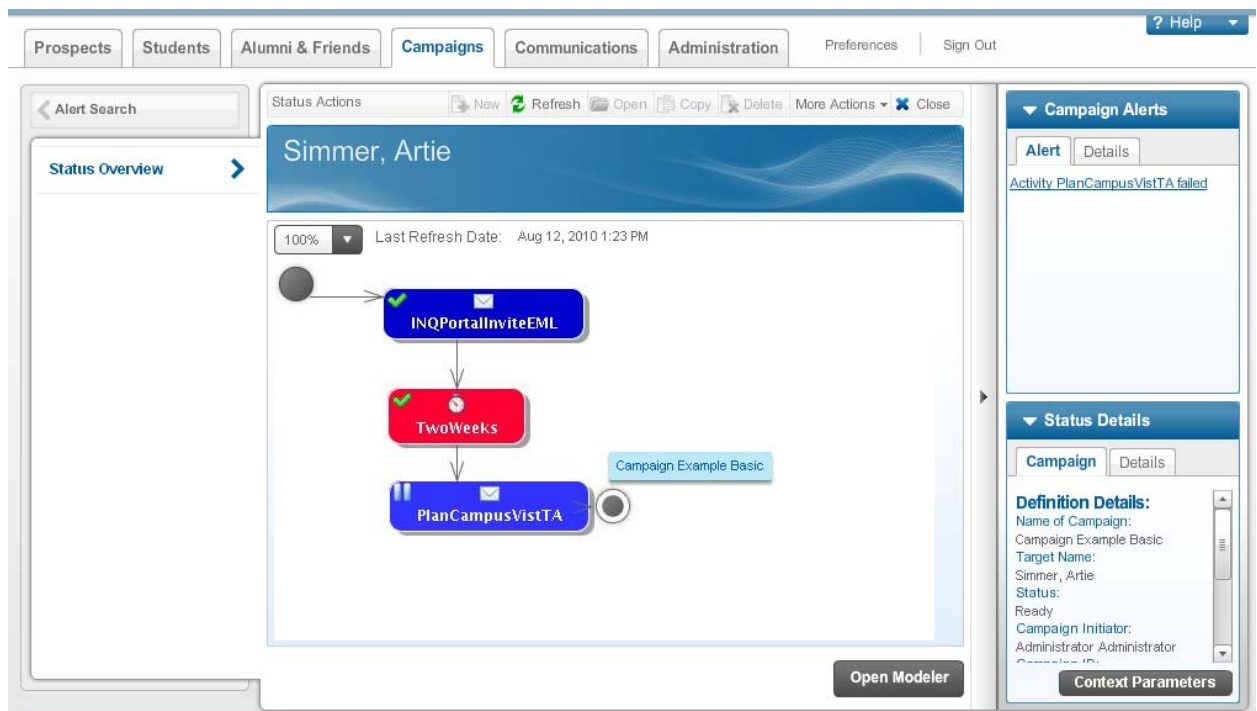 ? Help
Prospects
Students
Alumni & Friends
Campaigns
Communications
Administration
Preferences
Sign Out
Alert Search
Status Overview
Status Actions
New
Refresh
Open
Copy
Delete
More Actions
Close
Simmer, Artie
100%
Last Refresh Date: Aug 12, 2010 1:23 PM
INQPortalInviteEML
TwoWeeks
Campaign Example Basic
PlanCampusVistTA
Open Modeler
Campaign Alerts
Alert
Details
Activity PlanCampusVistTA failed
Status Details
Campaign
Details
Definition Details:
Name of Campaign:
Campaign Example Basic
Target Name:
Simmer, Artie
Status:
Ready
Campaign Initiator:
Administrator Administrator
Context Parameters